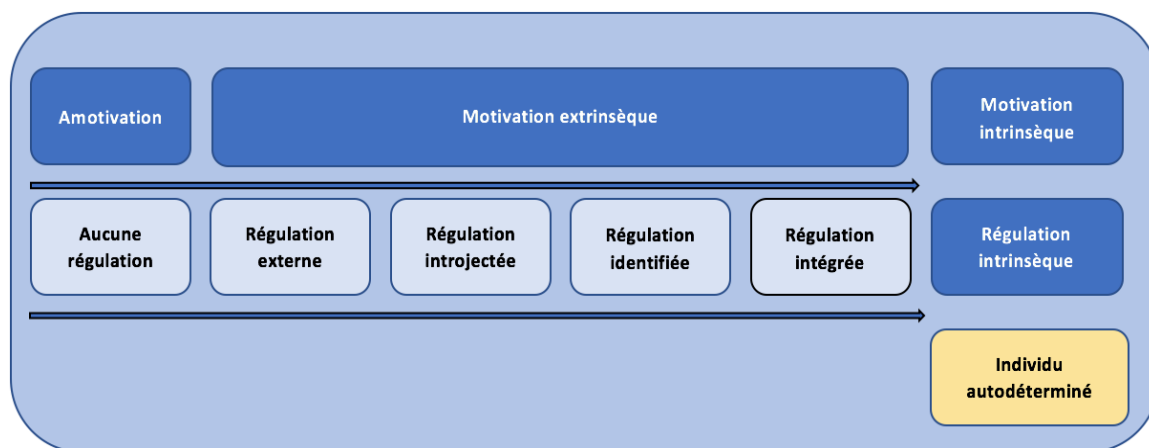 Amotivation
Motivation extrinsèque
Motivation
intrinsèque
Aucune
régulation
Régulation
externe
Régulation
introjectée
Régulation
identifiée
Régulation
intégrée
Régulation
intrinsèque
Individu
autodéterminé